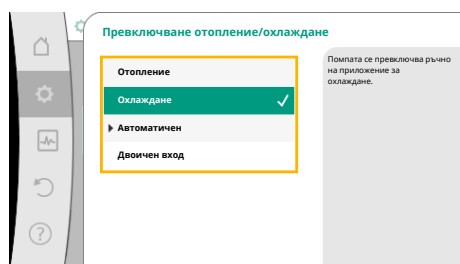 Превключване отопление/охлаждане
Отопление
Охлаждане
Автоматичен
Двоичен вход
Помпата се превключва ръчно
на приложение за
охлаждане.